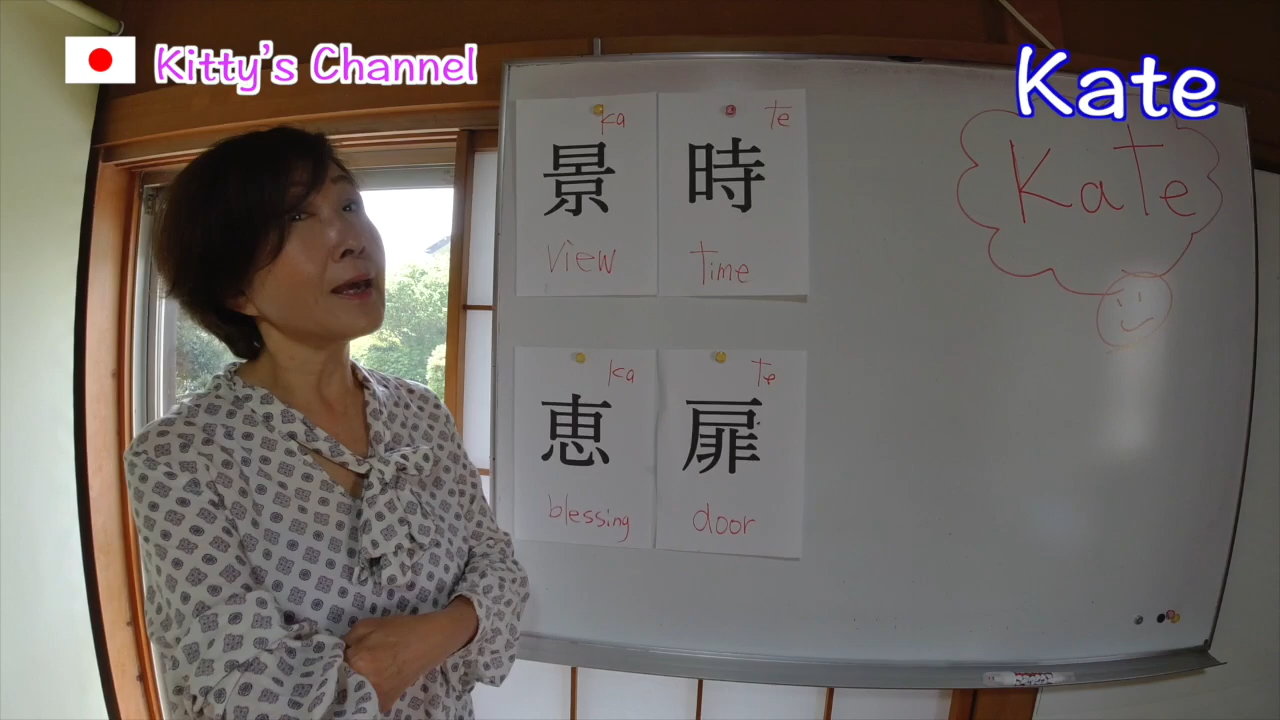 Kitty's Channel
Kate
ka
景
view
te
時
Time
Kate
ka
恵
blessing
te
扉
door